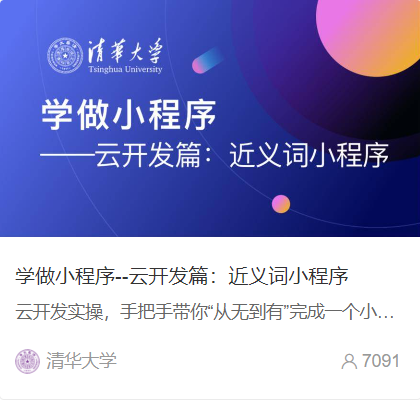 清华大学
Tsinghua University
学做小程序
——云开发篇：近义词小程序
学做小程序--云开发篇：近义词小程序
云开发实操，手把手带你“从无到有”完成一个小…
清华大学
7091